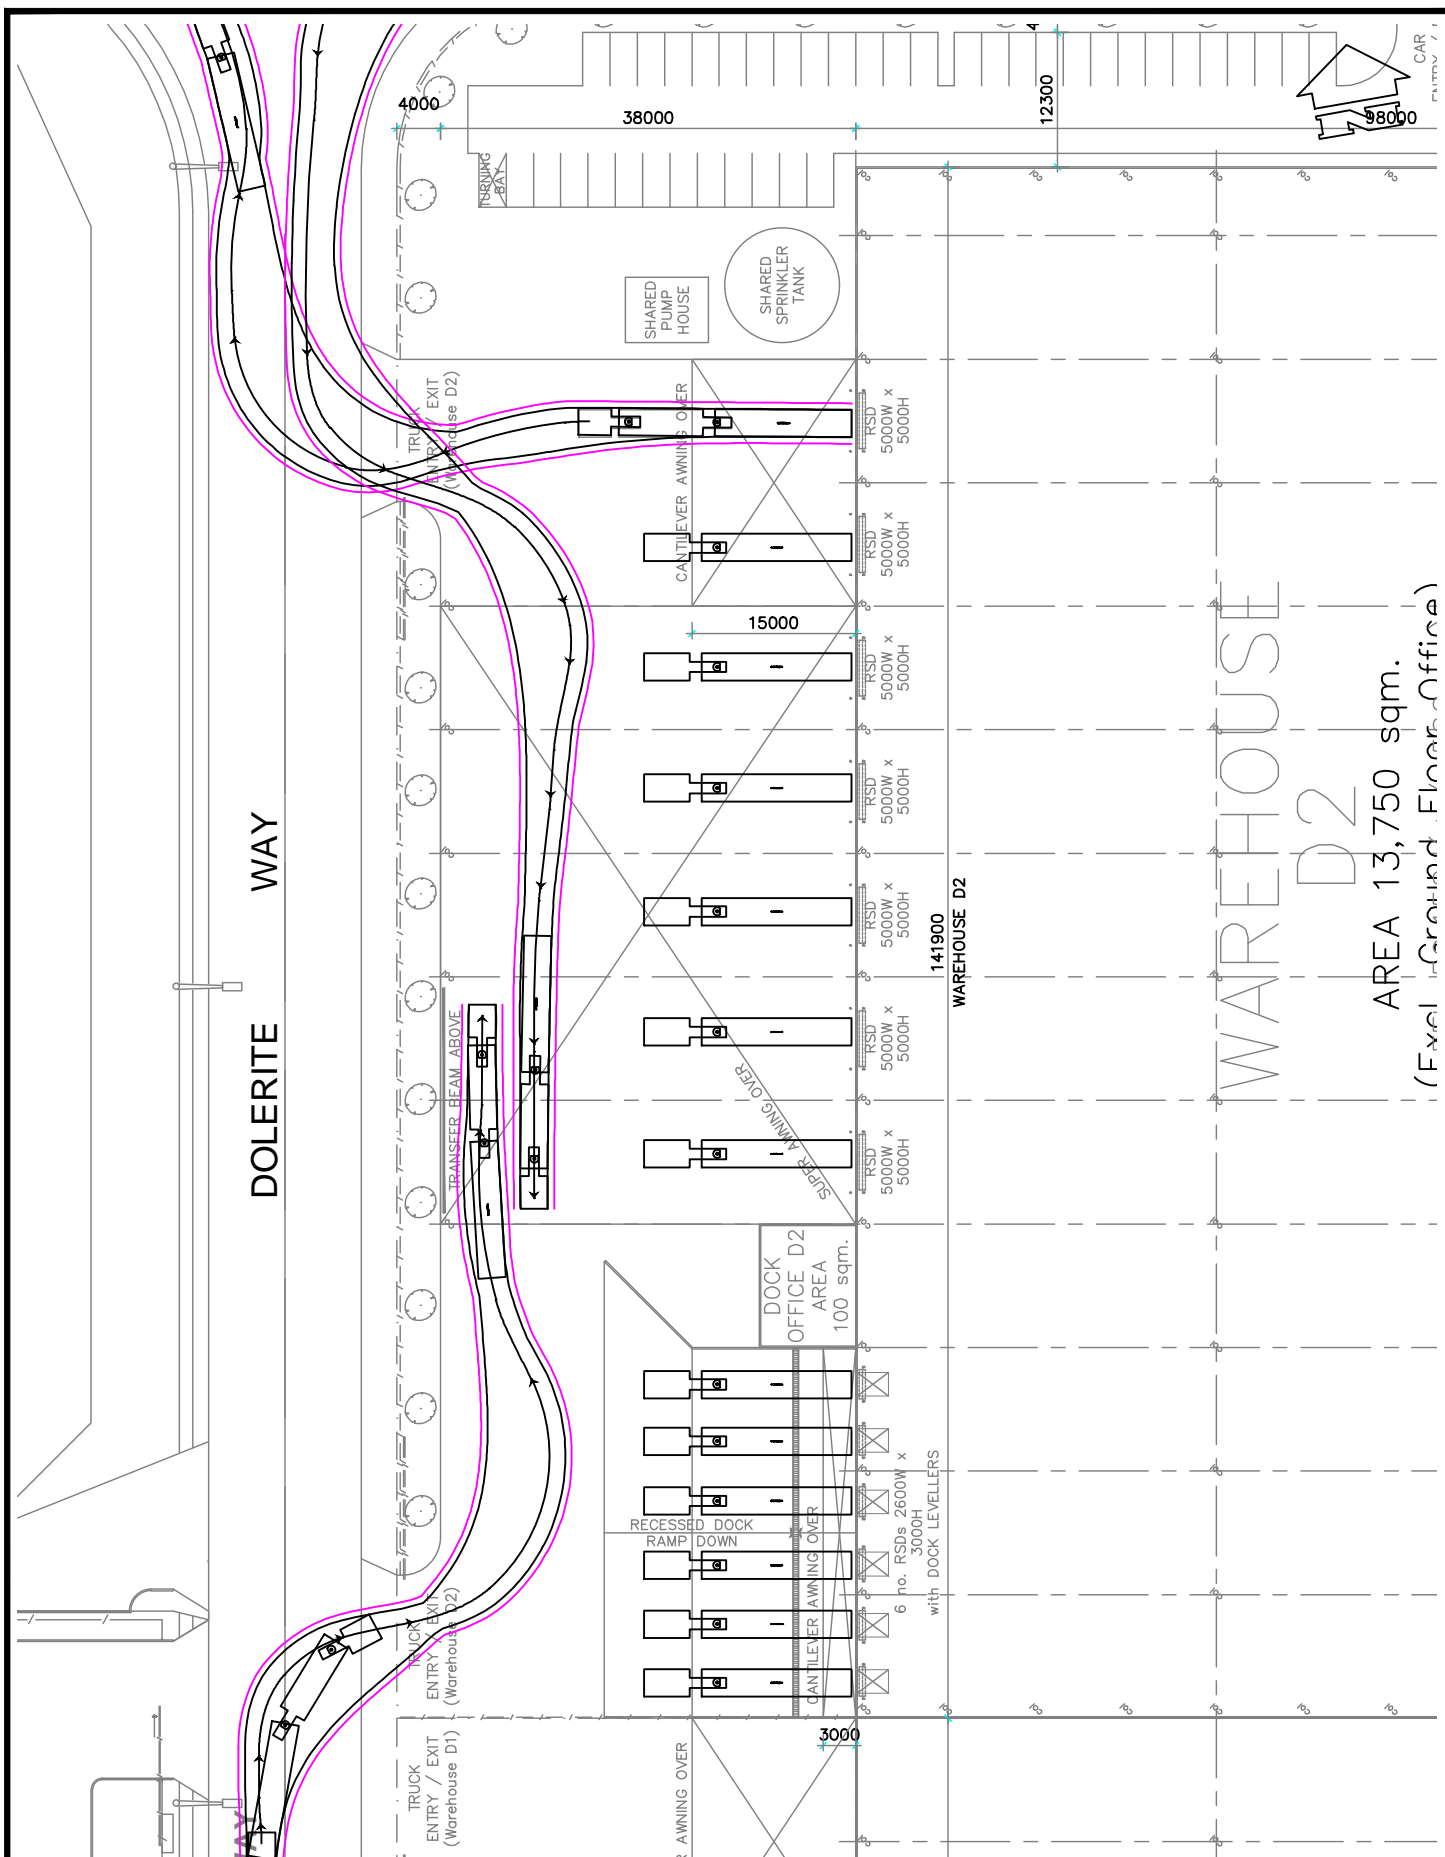 CAR
4000
38000
12300
98000
TURNING
BAY
SHARED
PUMP
HOUSE
SHARED
SPRINKLER
TANK
TRUCK
ENTRY / EXIT
(Warehouse D2)
CANTILEVER AWNING OVER
RSD
5000W x
5000H
RSD
5000W x
5000H
15000
RSD
5000W x
5000H
RSD
5000W x
5000H
RSD
5000W x
5000H
RSD
5000W x
5000H
RSD
5000W x
5000H
DOLERITE WAY
TRANSFER BEAM ABOVE
SUPER AWNING OVER
141900
WAREHOUSE D2
WAREHOUSE
D2
AREA 13,750 sqm.
(Excl. Ground Floor Office)
DOCK
OFFICE D2
AREA
100 sqm.
RECESSED DOCK
RAMP DOWN
CANTILEVER AWNING OVER
6 no. RSDs 2600W x
3000H
with DOCK LEVELLERS
TRUCK
ENTRY / EXIT
(Warehouse D2)
3000
TRUCK
ENTRY / EXIT
(Warehouse D1)
AWNING OVER